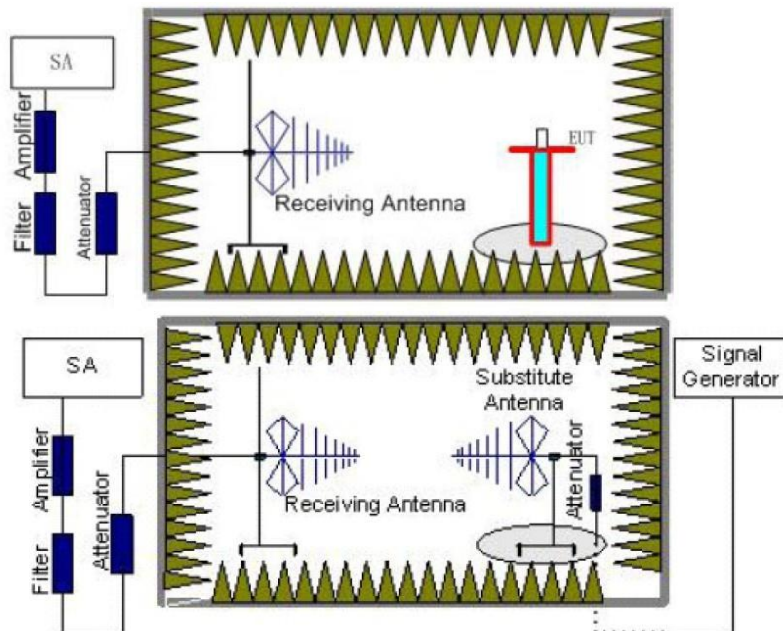 SA
Amplifier
Filter
Attenuator
EUT
Receiving Antenna
SA
Amplifier
Filter
Attenuator
Receiving Antenna
Substitute
Antenna
Attenuator
Signal
Generator